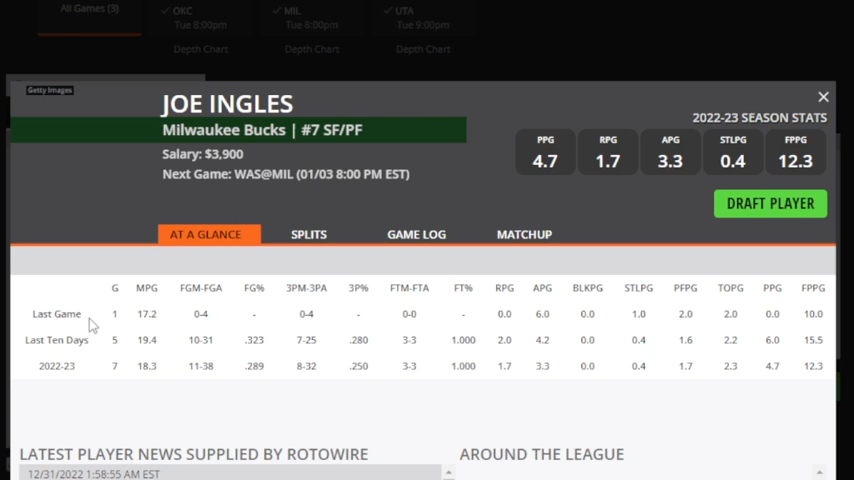 All Games (3)
OKC
Tue 8:00pm
Depth Chart
MIL
Tue 8:00pm
Depth Chart
UTA
Tue 9:00pm
Depth Chart
Getty Images
JOE INGLES
Milwaukee Bucks | #7 SF/PF
Salary: $3,900
Next Game: WAS@MIL (01/03 8:00 PM EST)
2022-23 SEASON STATS
PPG RPG APG STLPG FPPG
4.7 1.7 3.3 0.4 12.3
DRAFT PLAYER
AT A GLANCE SPLITS GAME LOG MATCHUP
G MPG FGM-FGA FG% 3PM-3PA 3P% FTM-FTA FT% RPG APG BLKPG STLPG PFPG TOPG PPG FPPG
Last Game 1 17.2 0-4 - 0-4 - 0-0 - 0.0 6.0 0.0 1.0 2.0 2.0 0.0 10.0
Last Ten Days 5 19.4 10-31 .323 7-25 .280 3-3 1.000 2.0 4.2 0.0 0.4 1.6 2.2 6.0 15.5
2022-23 7 18.3 11-38 .289 8-32 .250 3-3 1.000 1.7 3.3 0.0 0.4 1.7 2.3 4.7 12.3
LATEST PLAYER NEWS SUPPLIED BY ROTOWIRE
12/31/2022 1:58:55 AM EST
AROUND THE LEAGUE